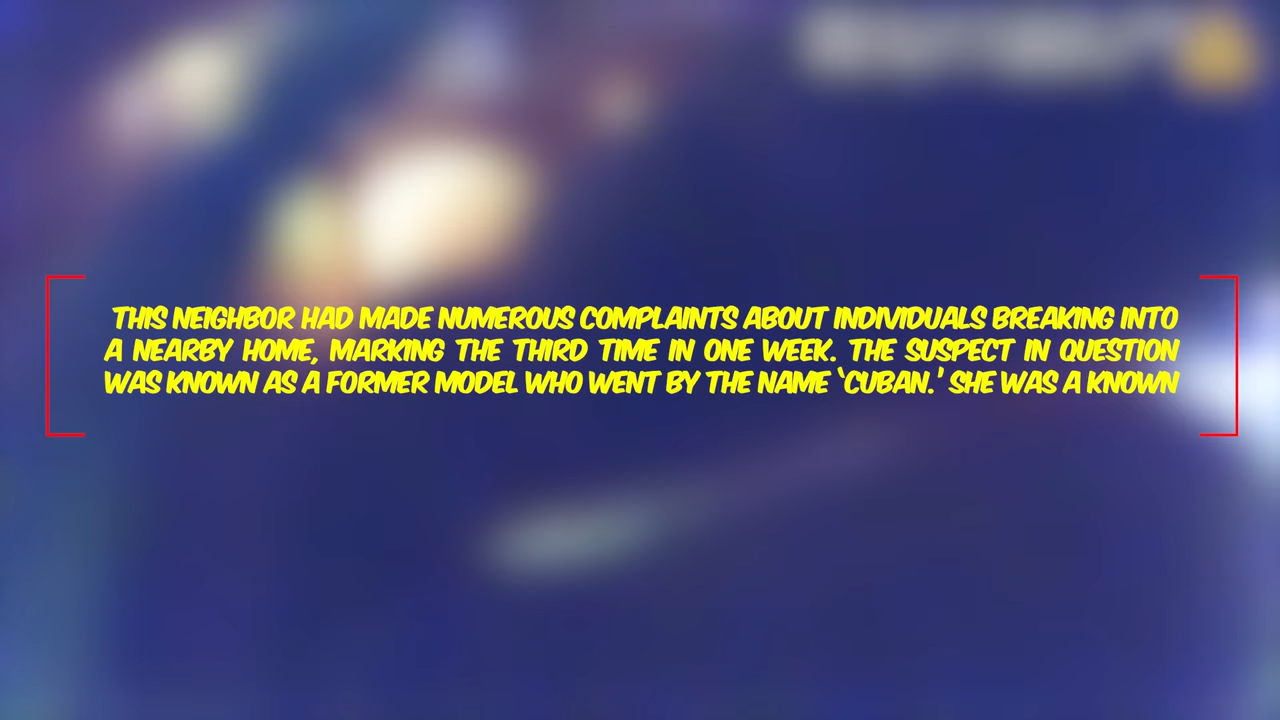 THIS NEIGHBOR HAD MADE NUMEROUS COMPLAINTS ABOUT INDIVIDUALS BREAKING INTO
A NEARBY HOME, MARKING THE THIRD TIME IN ONE WEEK. THE SUSPECT IN QUESTION
WAS KNOWN AS A FORMER MODEL WHO WENT BY THE NAME ‘CUBAN.’ SHE WAS A KNOWN